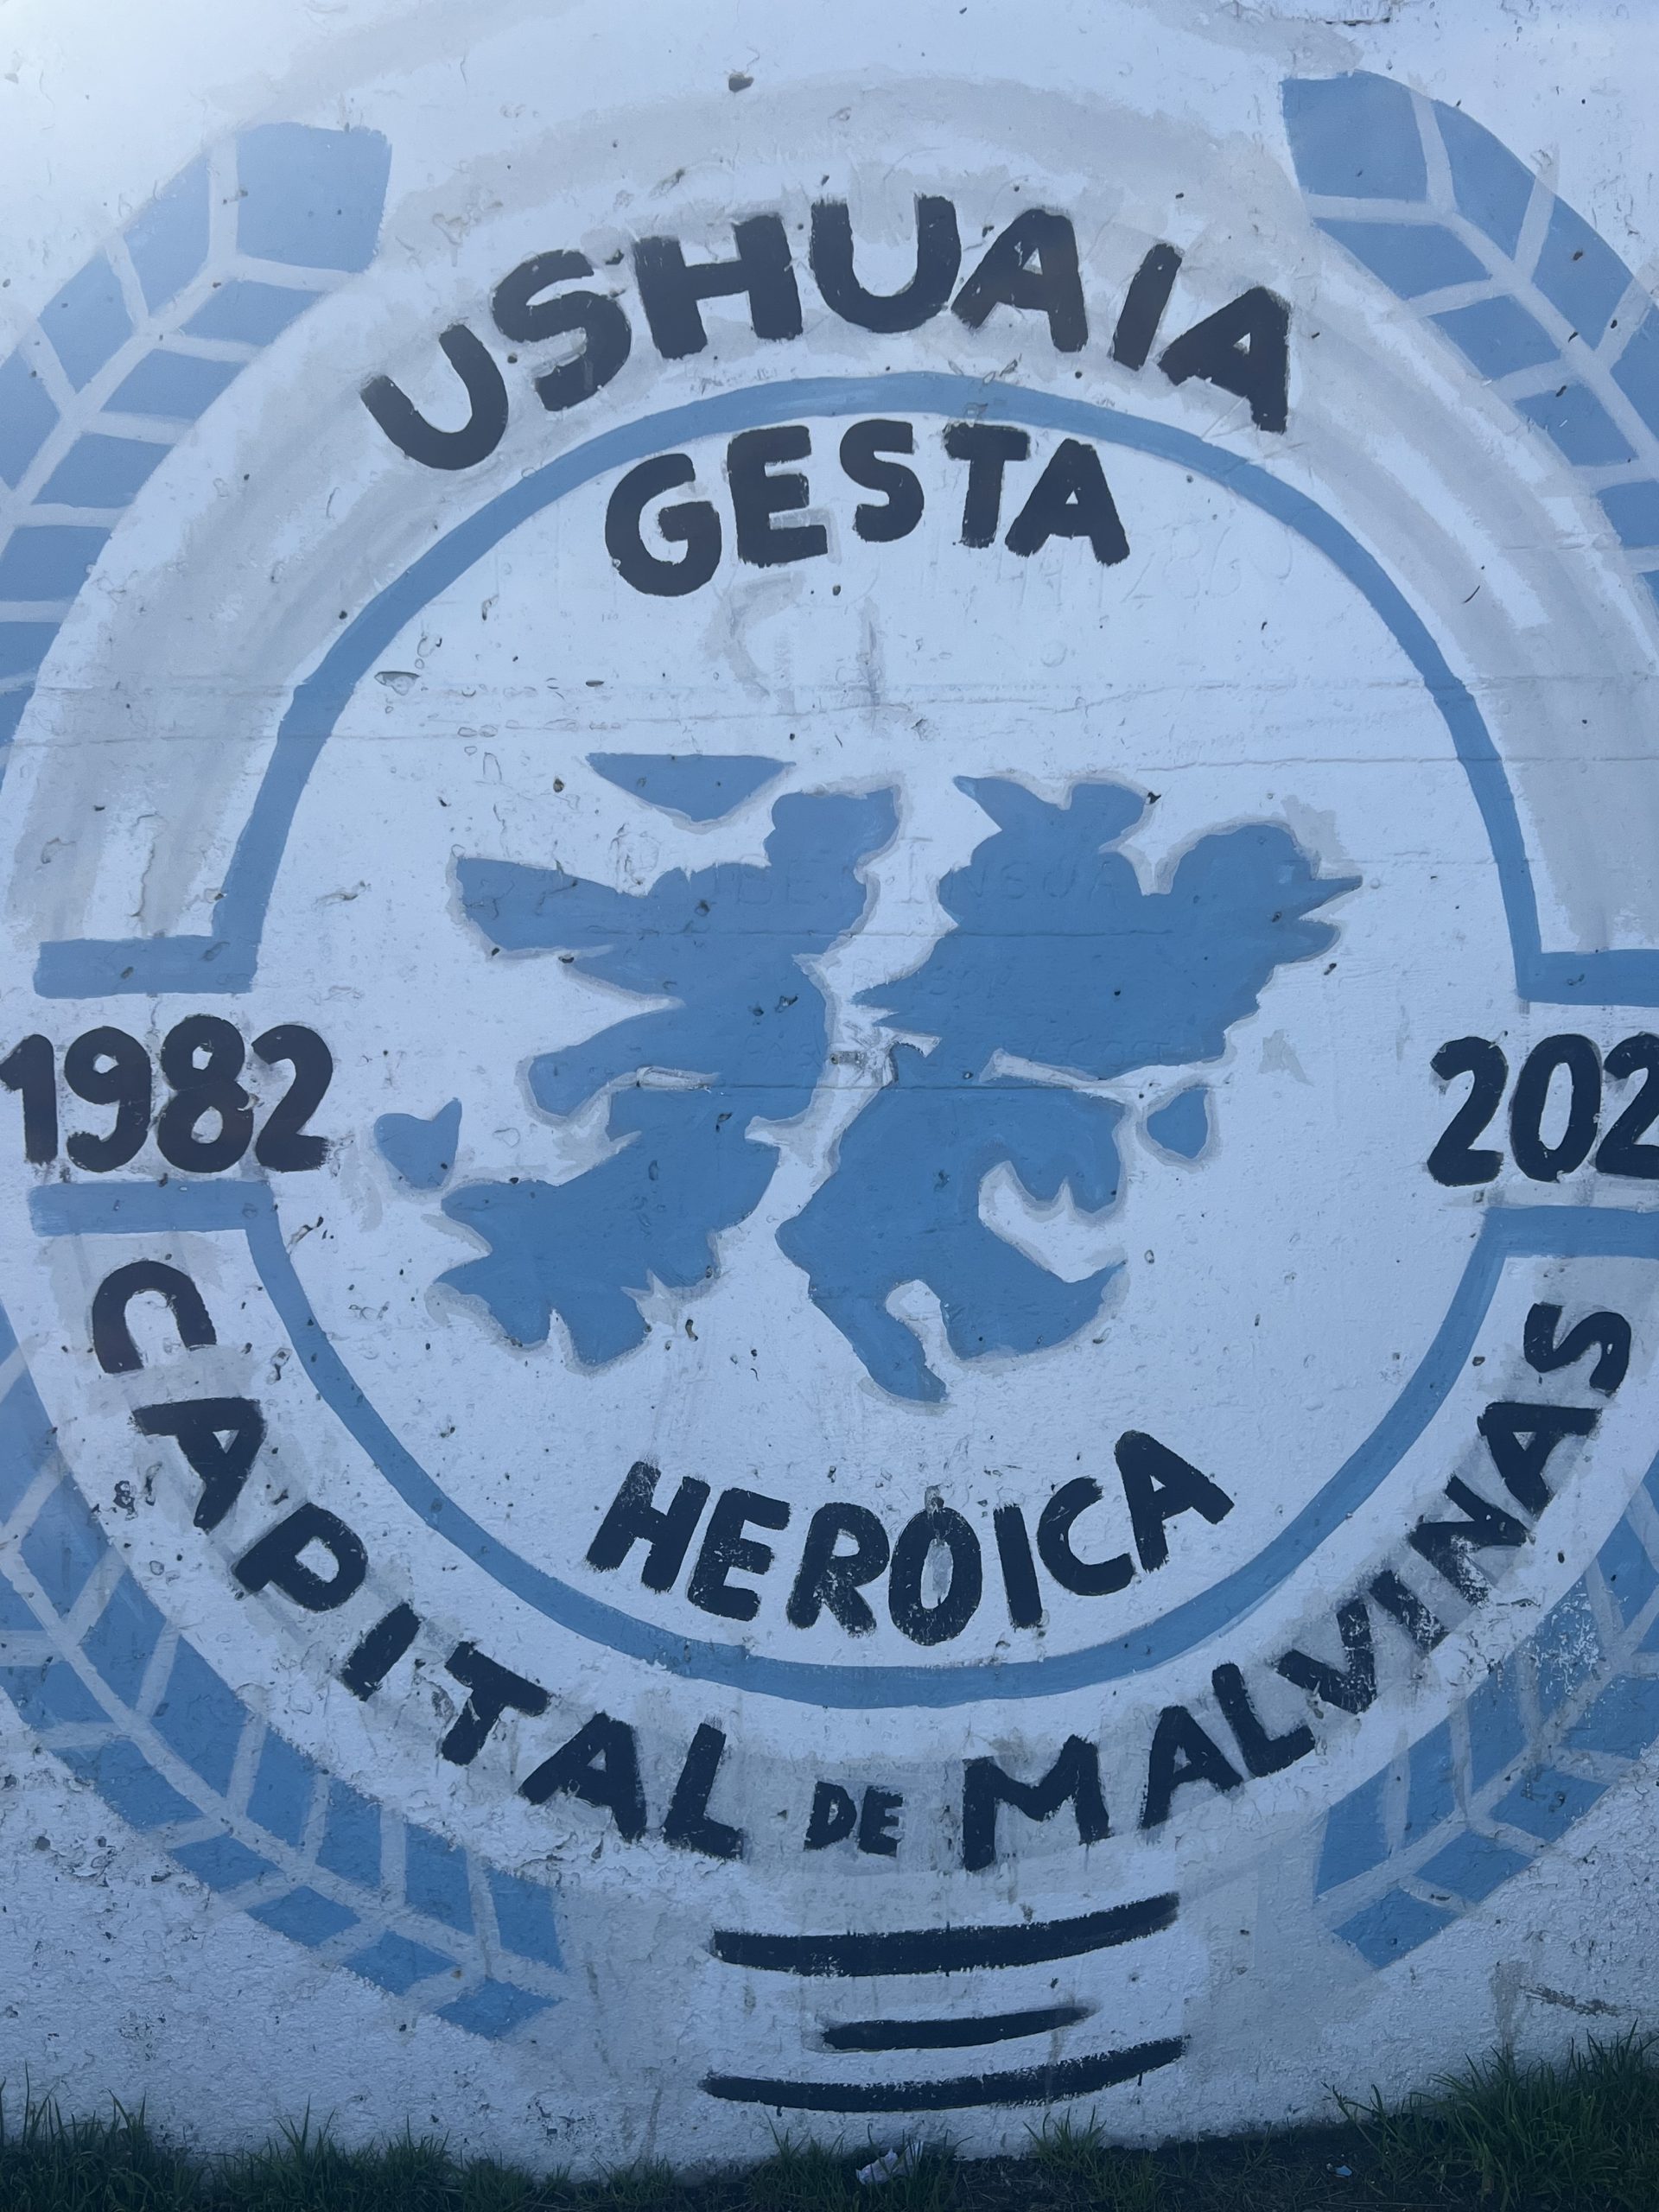 USHUAIA
GESTA
1982
202
HEROICA
CAPITAL DE MALVINAS